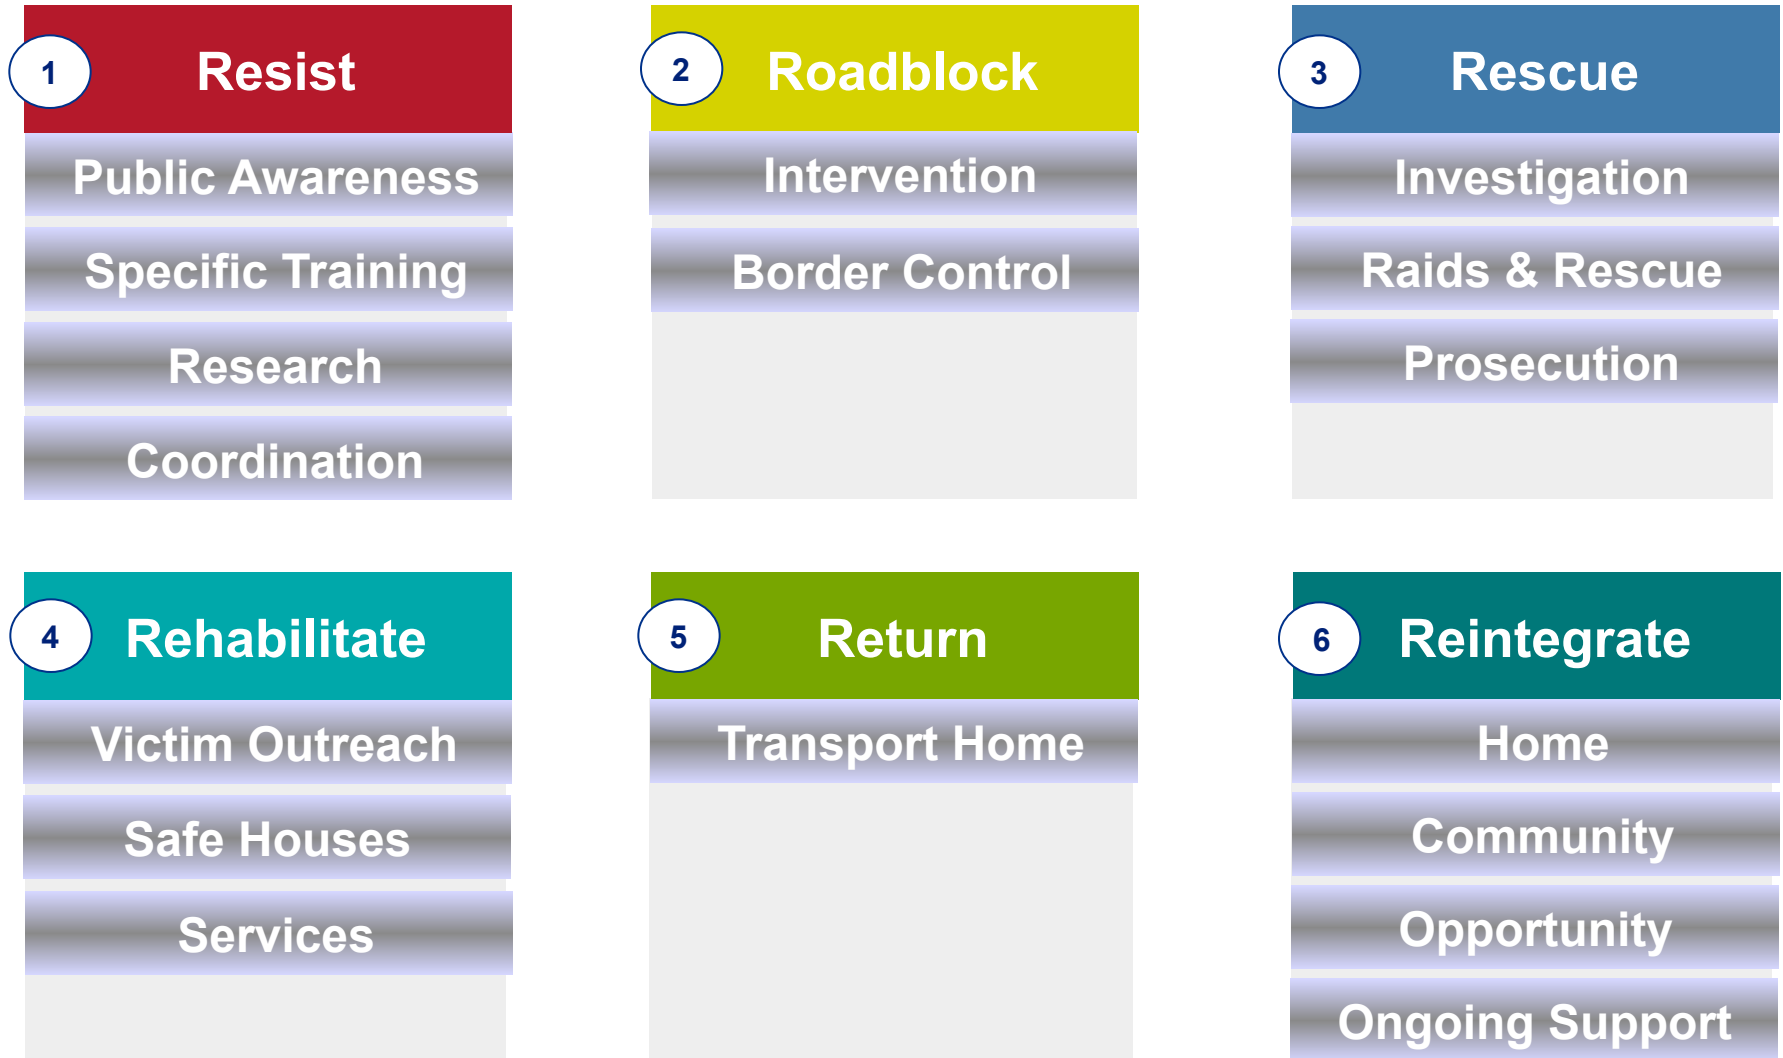 1
Resist
Public Awareness
Specific Training
Research
Coordination
2
Roadblock
Intervention
Border Control
3
Rescue
Investigation
Raids & Rescue
Prosecution
4
Rehabilitate
Victim Outreach
Safe Houses
Services
5
Return
Transport Home
6
Reintegrate
Home
Community
Opportunity
Ongoing Support